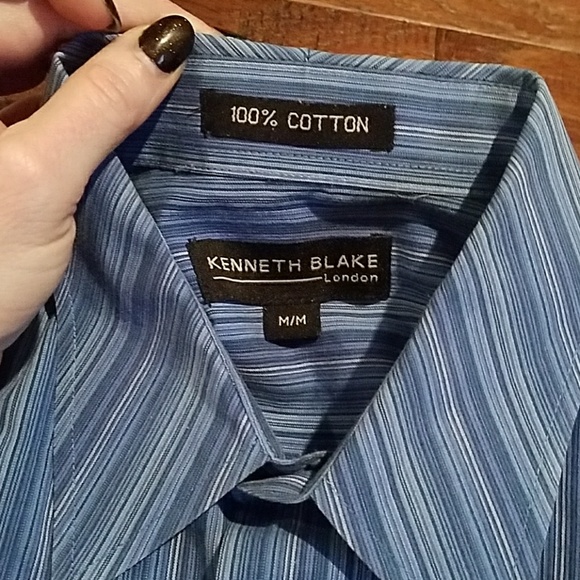 100% COTTON
KENNETH BLAKE
London
M/M